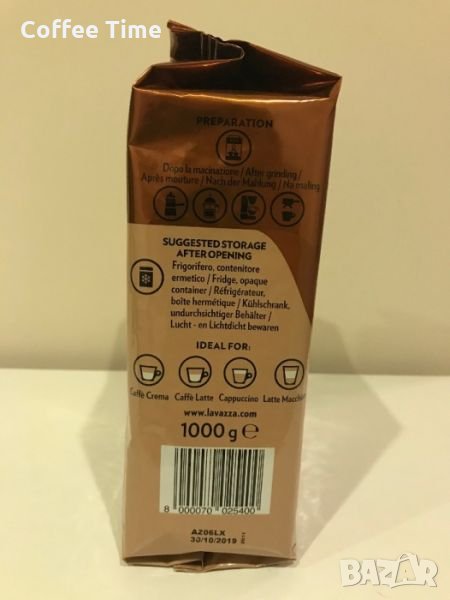 Coffee Time
PREPARATION
Dopo la macinazione / After grinding /
Après mouture / Nach der Mahlung / Na maling
SUGGESTED STORAGE
AFTER OPENING
Frigorifero, contenitore
ermetico / Fridge, opaque
container / Réfrigérateur,
boîte hermétique / Kühlschrank,
undurchsichtiger Behälter /
Lucht - en Lichtdicht bewaren
IDEAL FOR:
Caffè Crema Caffè Latte Cappuccino Latte Macchiato
www.lavazza.com
1000 g ℮
8 000070 025400
A206LX
30/10/2019
BAZAR